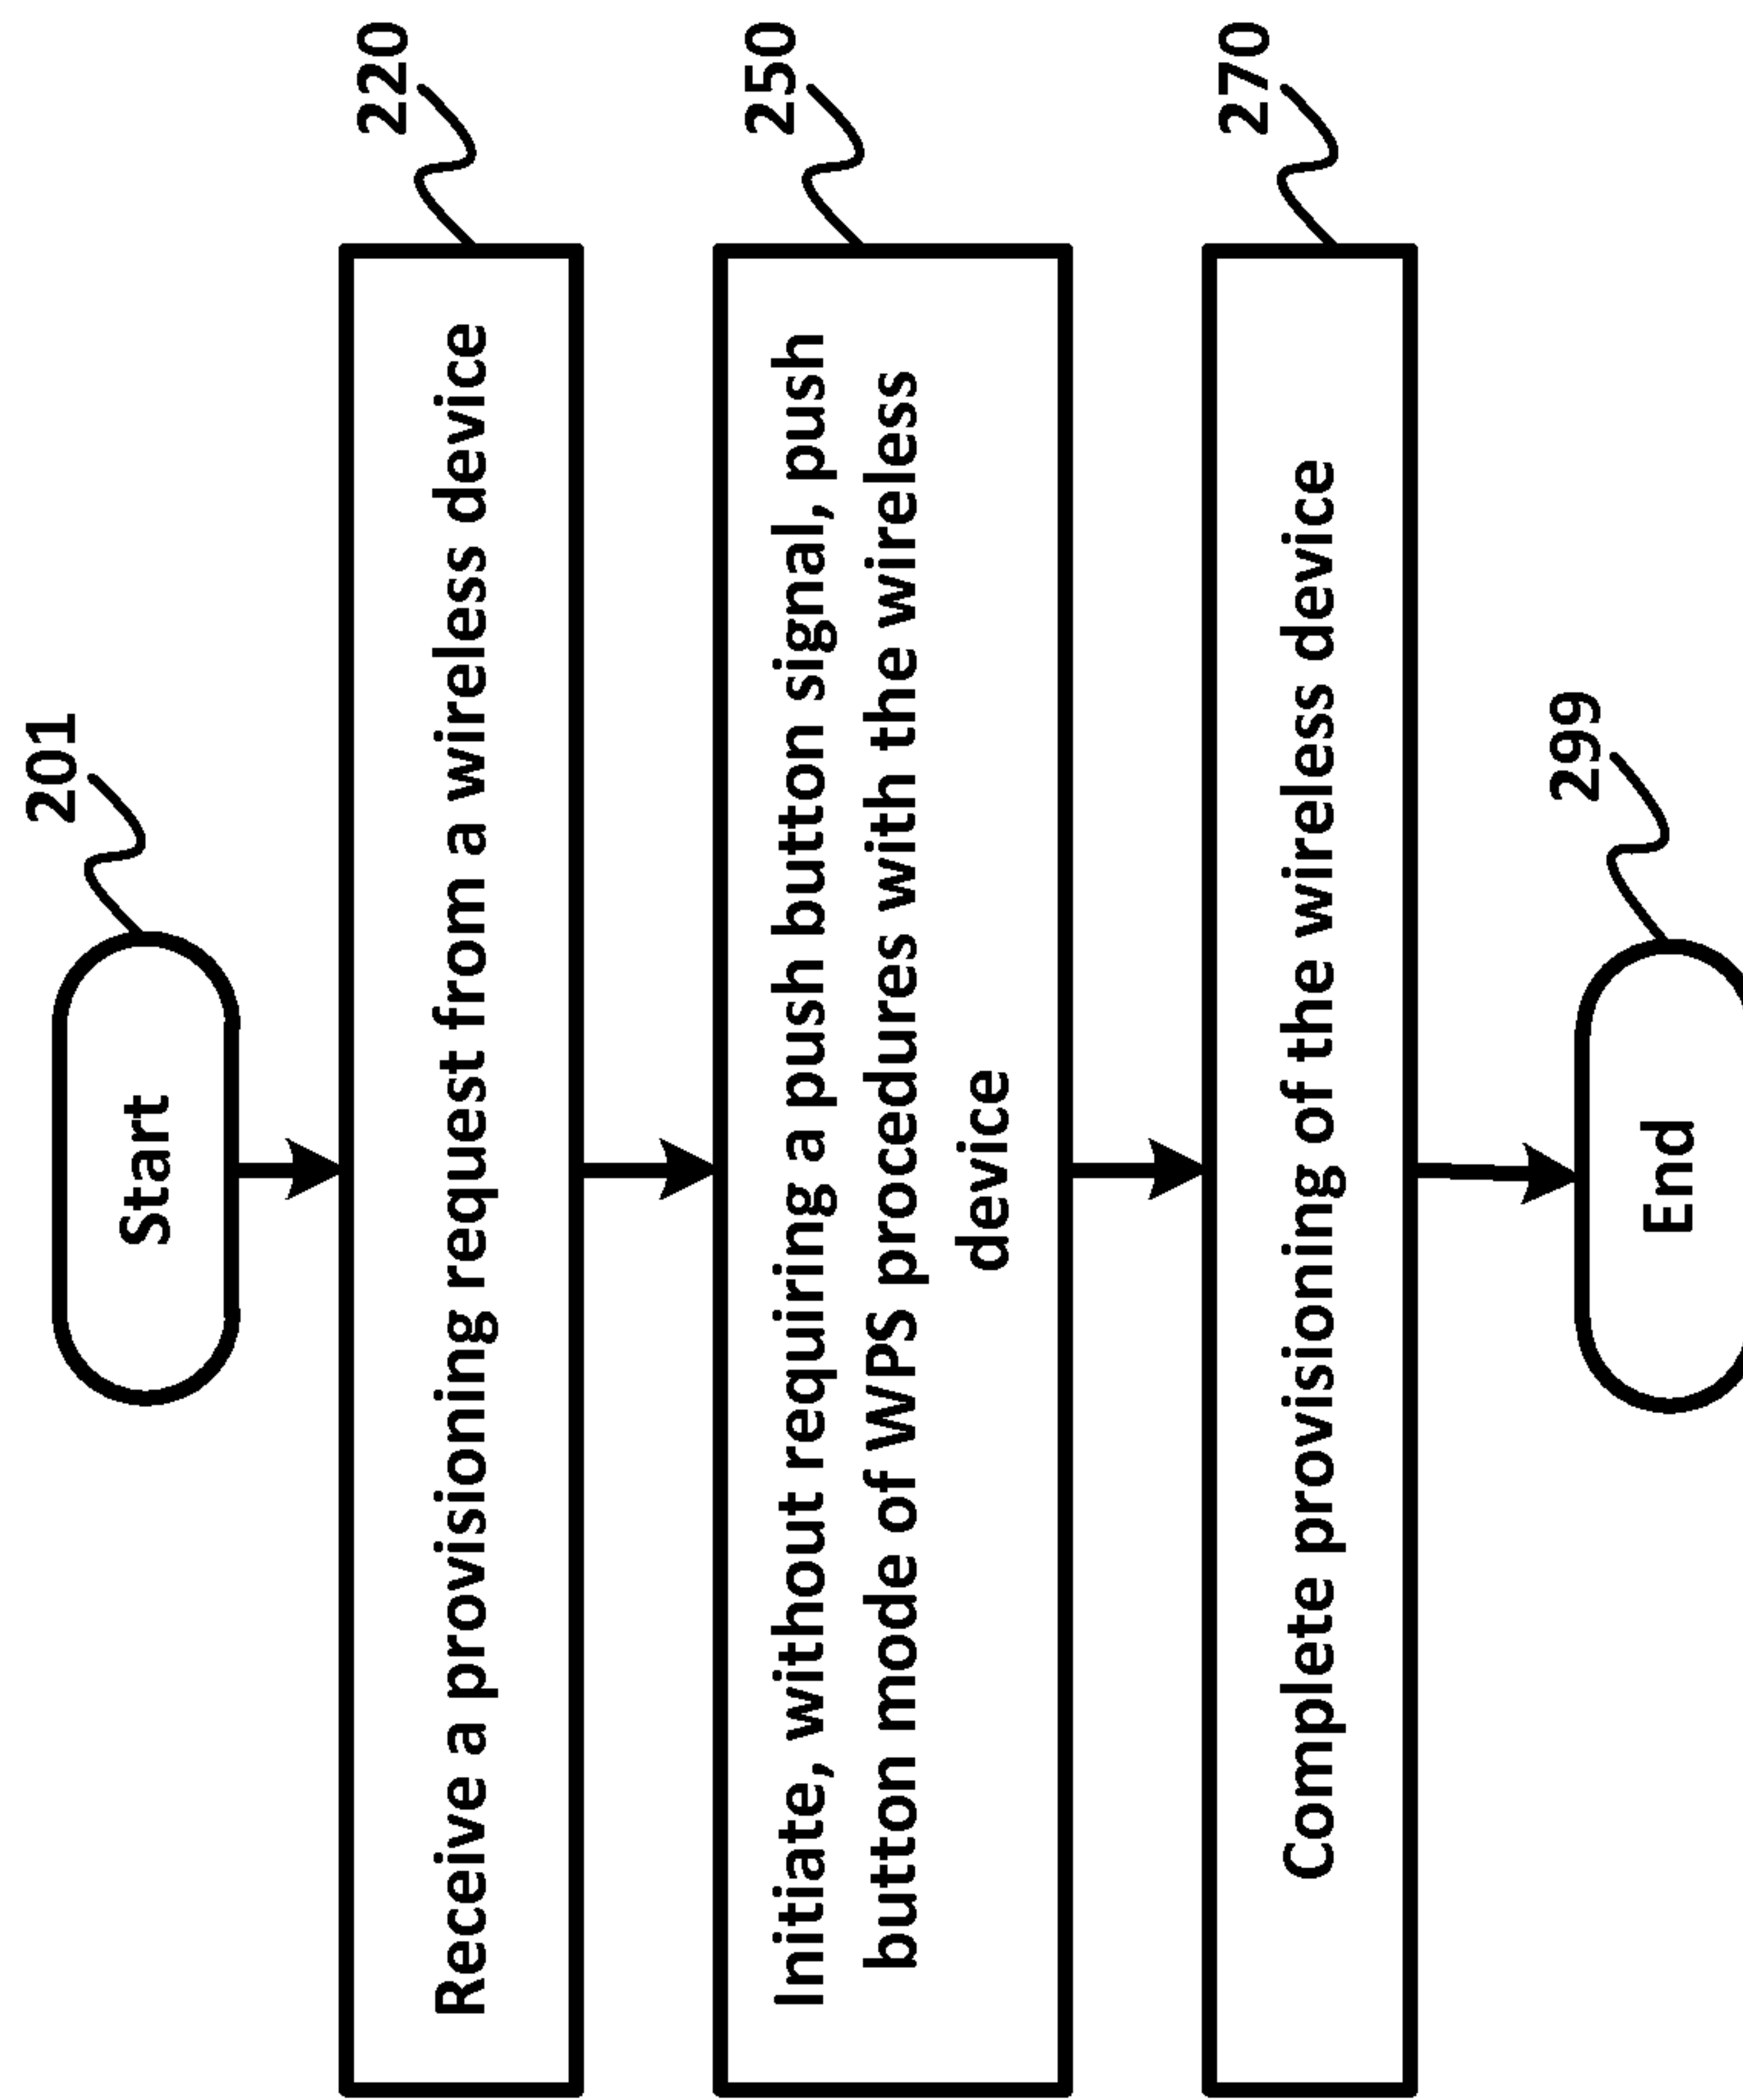 201
Start
220
Receive a provisioning request from a wireless device
250
Initiate, without requiring a push button signal, push
button mode of WPS procedures with the wireless
device
270
Complete provisioning of the wireless device
299
End